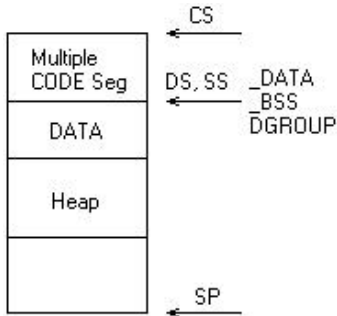 CS
Multiple
CODE Seg
DS, SS
_DATA
_BSS
DGROUP
DATA
Heap
SP